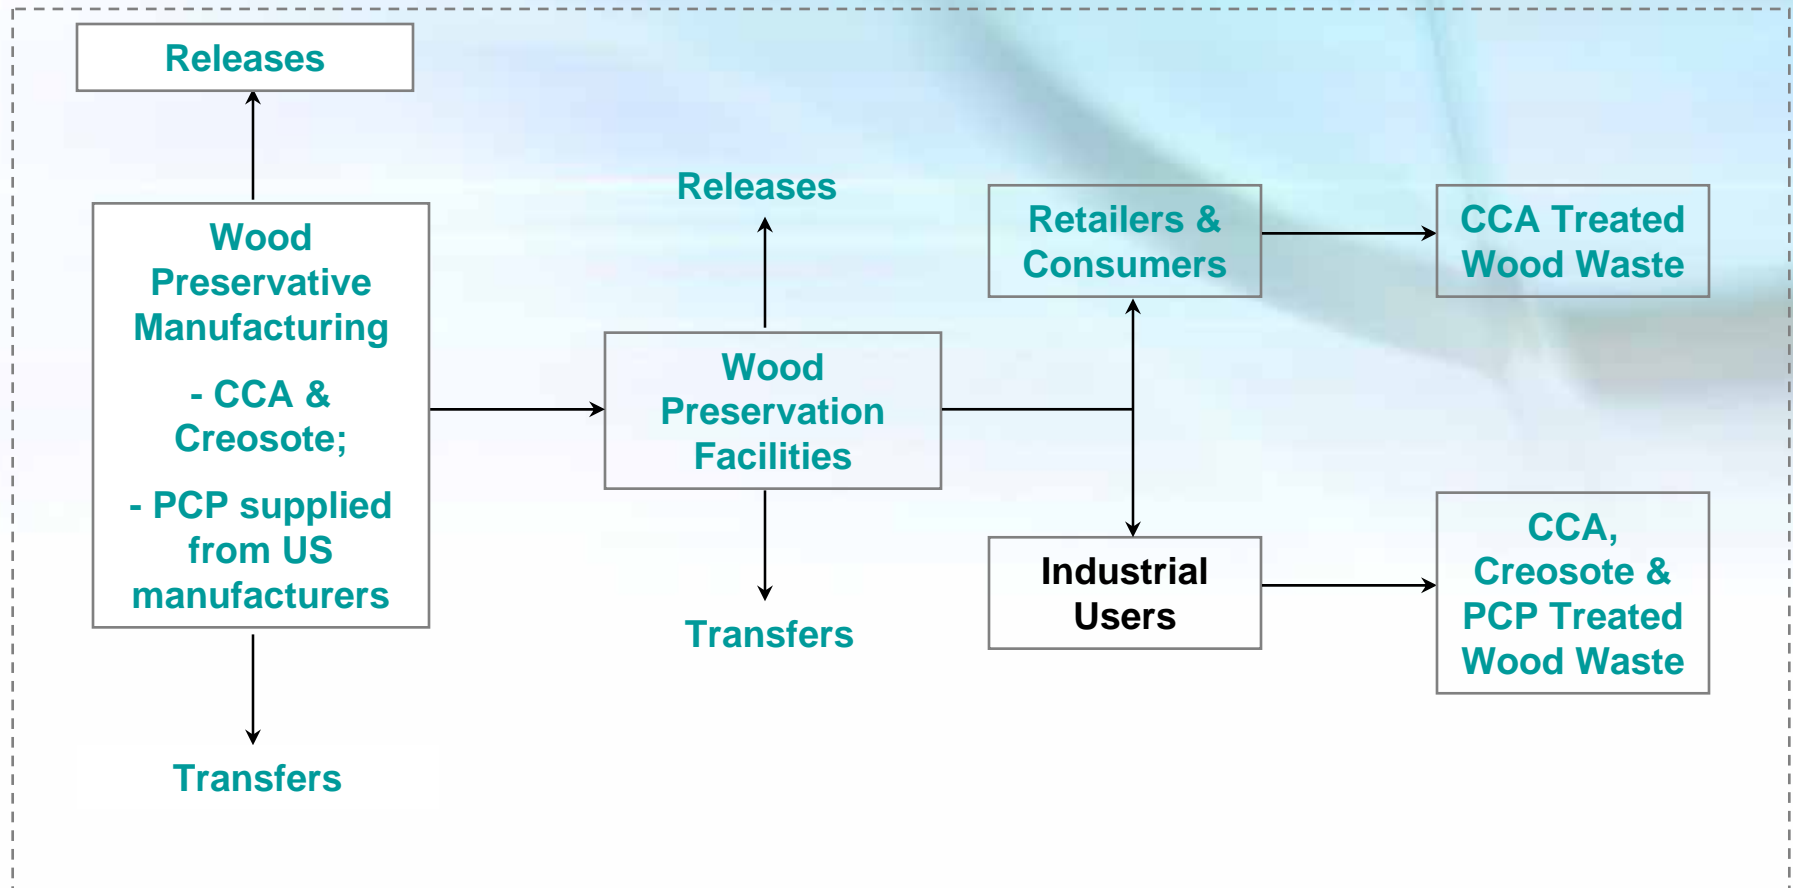 Releases
Wood
Preservative
Manufacturing
- CCA &
Creosote;
- PCP supplied
from US
manufacturers
Transfers
Releases
Wood
Preservation
Facilities
Transfers
Retailers &
Consumers
Industrial
Users
CCA Treated
Wood Waste
CCA,
Creosote &
PCP Treated
Wood Waste